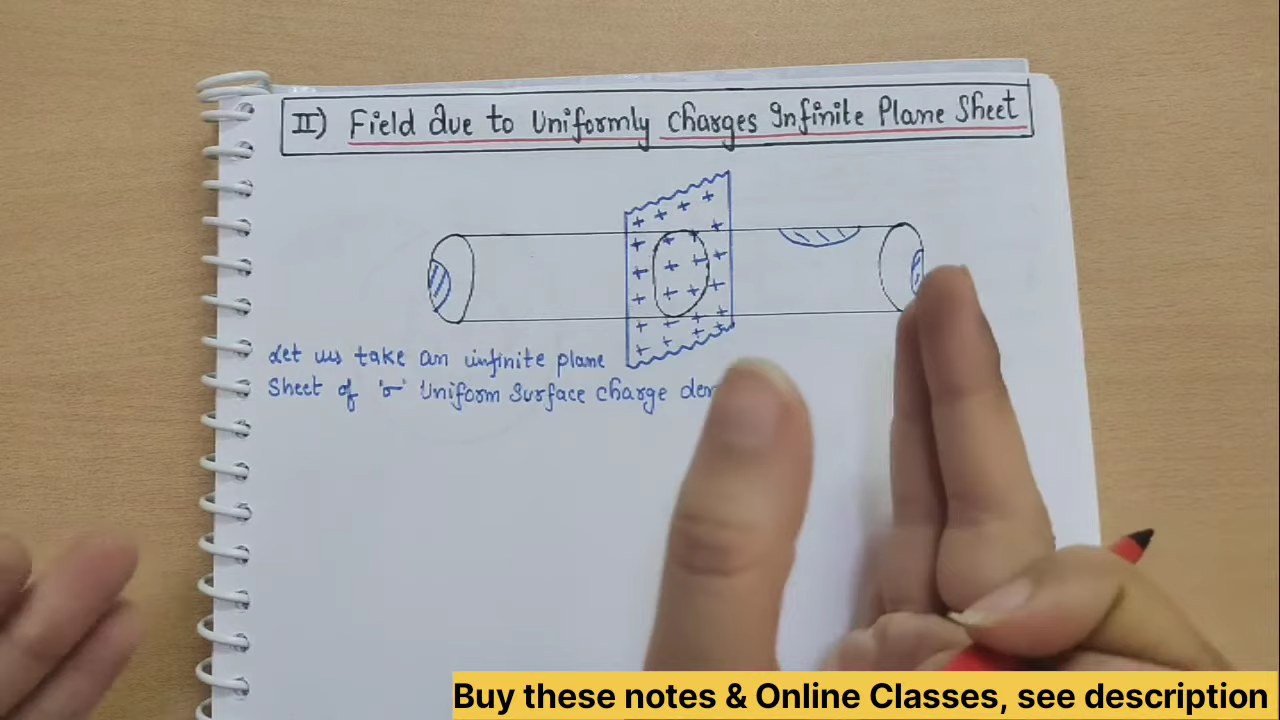 II) Field due to Uniformly charges Infinite Plane Sheet
Let us take an infinite plane
Sheet of 'σ' Uniform Surface charge
Buy these notes & Online Classes, see description